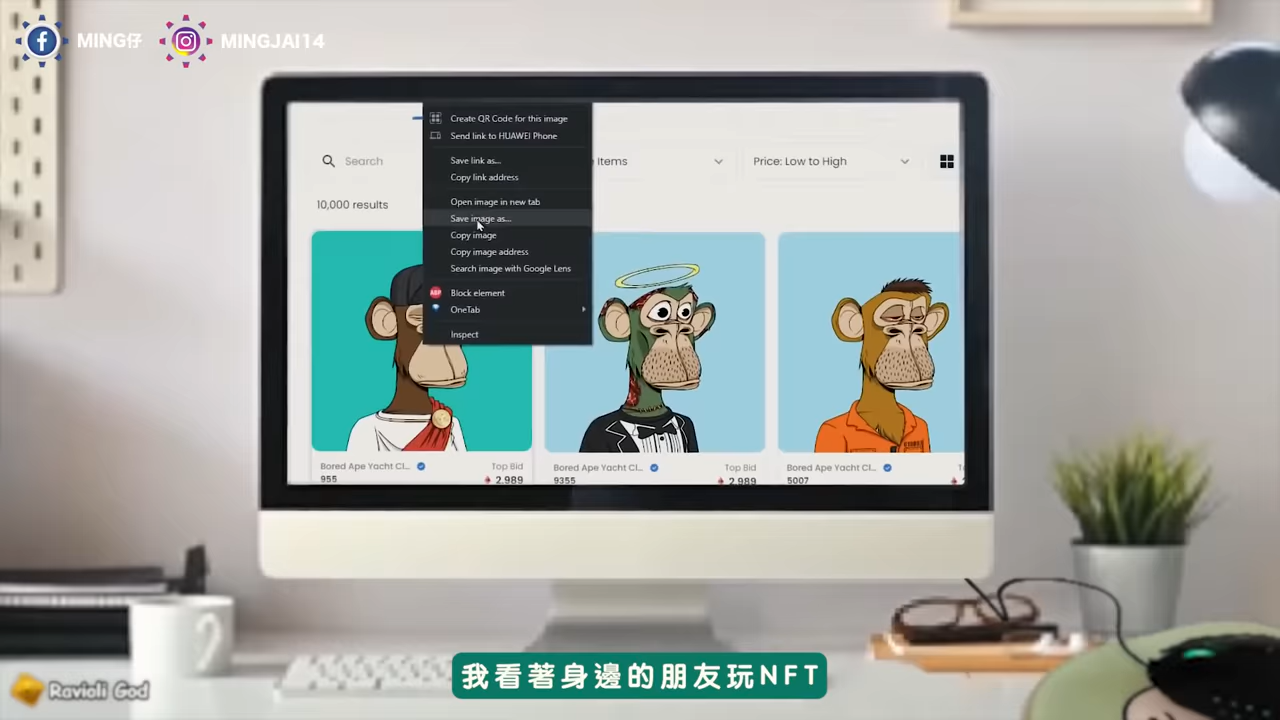 MING仔
MINGJAI14
Create QR Code for this image
Send link to HUAWEI Phone
Save link as...
Copy link address
Open image in new tab
Save image as...
Copy image
Copy image address
Search image with Google Lens
ABP
Block element
OneTab
Inspect
Search
Items
Price: Low to High
10,000 results
Bored Ape Yacht Cl...
Top Bid
955
2.989
Bored Ape Yacht Cl...
Top Bid
9355
2.989
Bored Ape Yacht Cl...
5007
Ravioli God
我看著身邊的朋友玩NFT